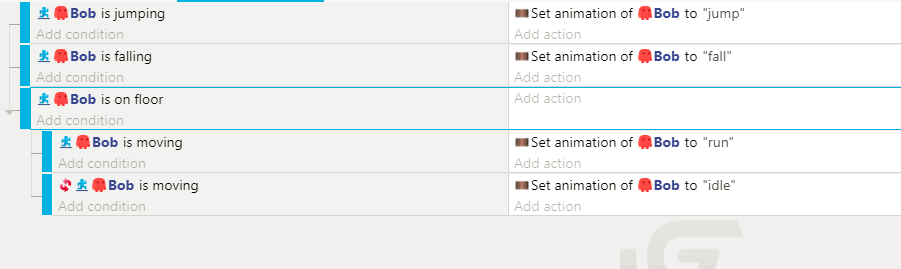 Bob is jumping Set animation of Bob to "jump"
Add condition Add action
Bob is falling Set animation of Bob to "fall"
Add condition Add action
Bob is on floor Add action
Add condition
Bob is moving Set animation of Bob to "run"
Add condition Add action
Bob is moving Set animation of Bob to "idle"
Add condition Add action